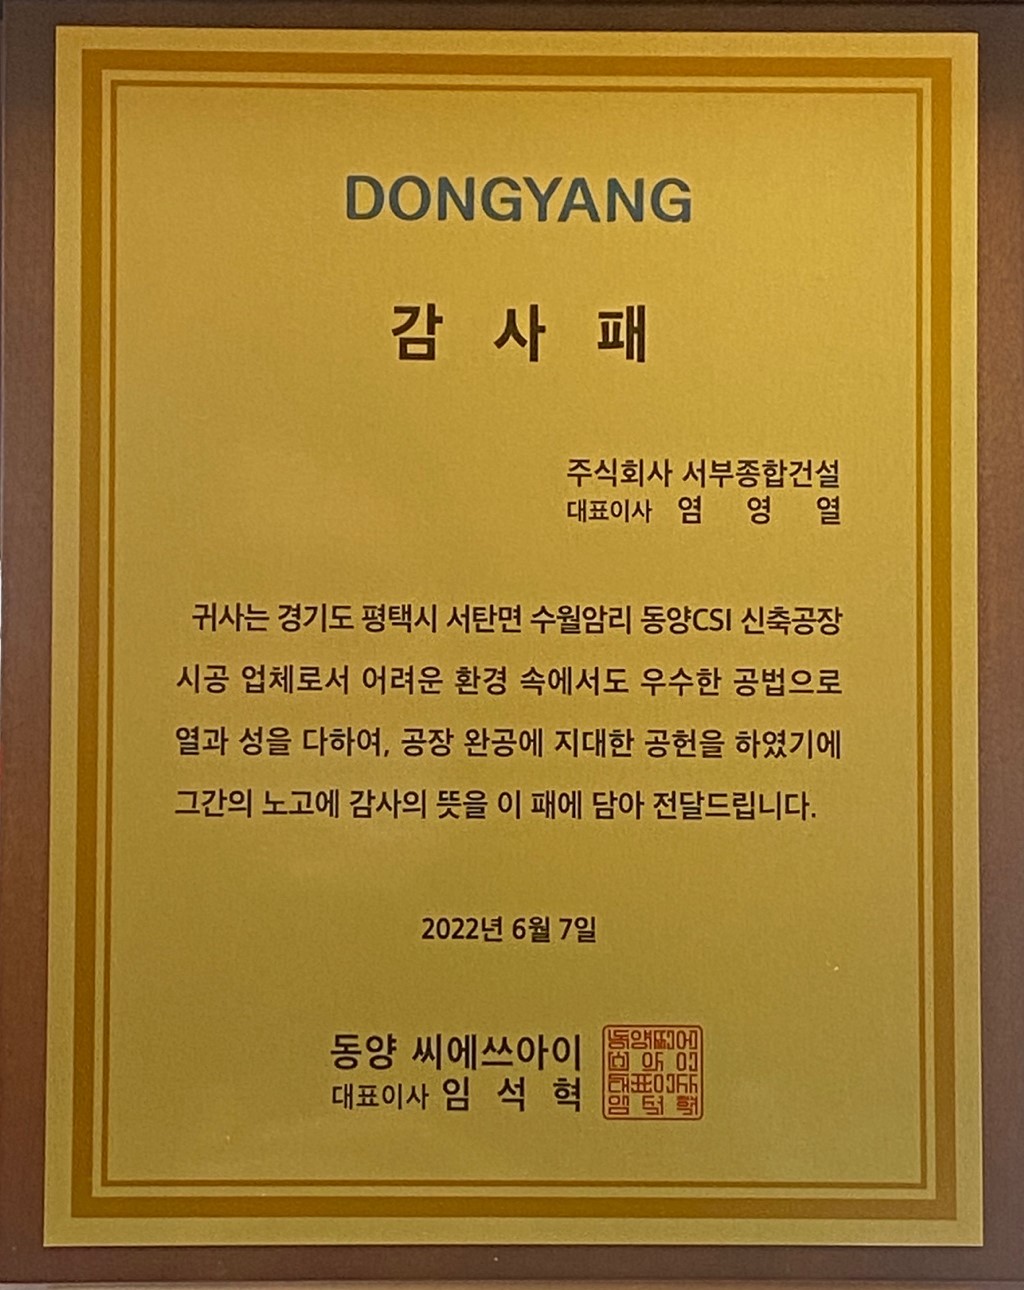 DONGYANG
감 사 패
주식회사 서부종합건설
대표이사 염 영 열
귀사는 경기도 평택시 서탄면 수월암리 동양CSI 신축공장
시공 업체로서 어려운 환경 속에서도 우수한 공법으로
열과 성을 다하여, 공장 완공에 지대한 공헌을 하였기에
그간의 노고에 감사의 뜻을 이 패에 담아 전달드립니다.
2022년 6월 7일
동양 씨에쓰아이
대표이사 임 석 혁